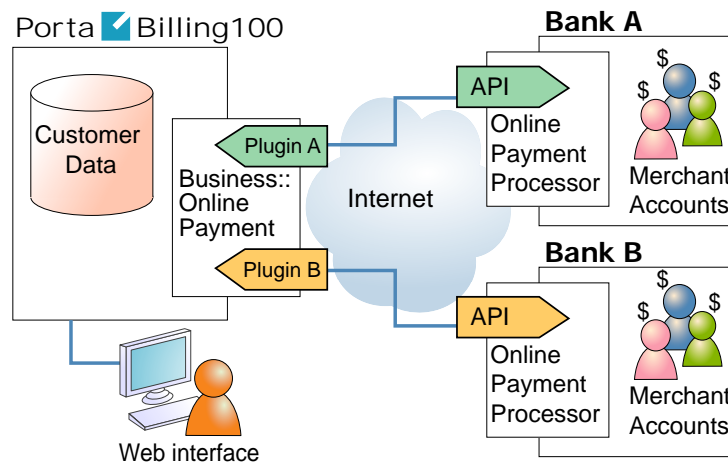 Porta Billing100
Customer
Data
Plugin A
Business::
Online
Payment
Plugin B
Web interface
Internet
Bank A
API
Online
Payment
Processor
$
$
$
Merchant
Accounts
Bank B
API
Online
Payment
Processor
$
$
$
Merchant
Accounts